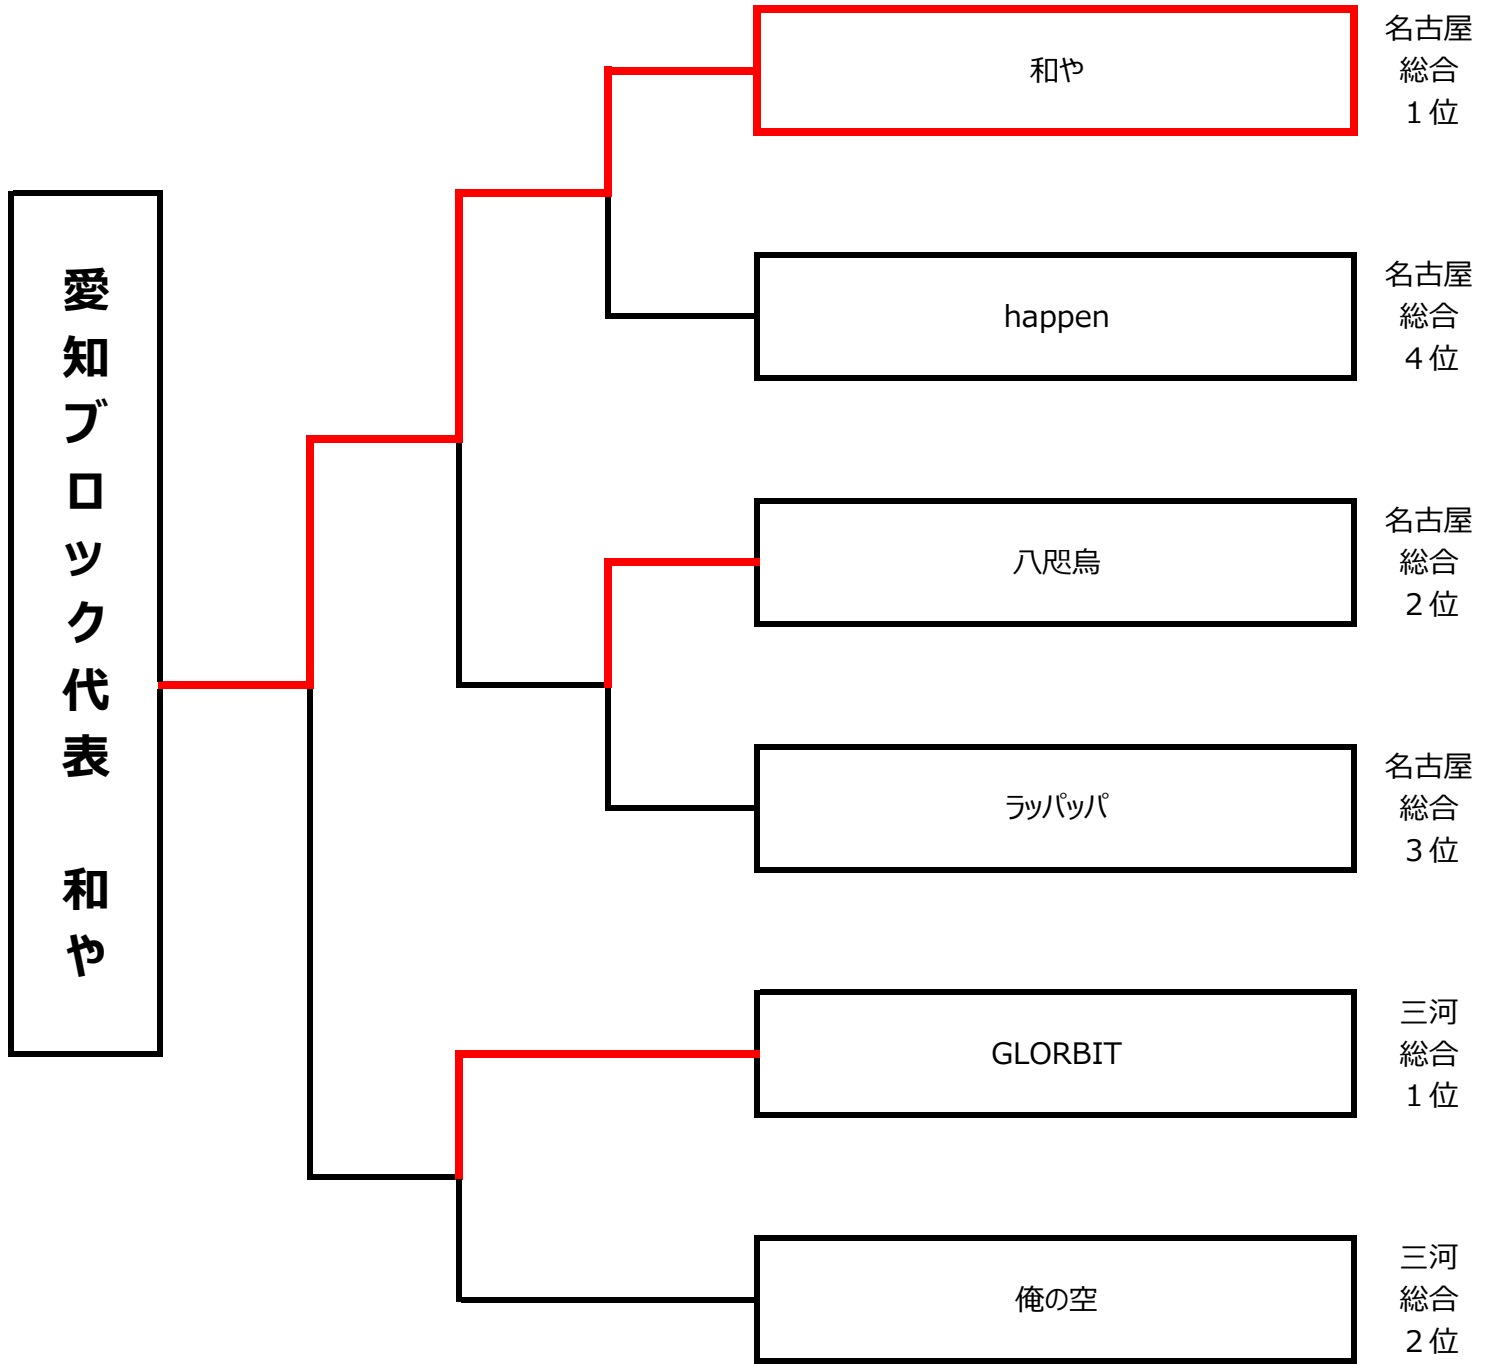 愛知ブロック代表　和や
和や
名古屋
総合
１位
happen
名古屋
総合
４位
八咫烏
名古屋
総合
２位
ラッパッパ
名古屋
総合
３位
GLORBIT
三河
総合
１位
俺の空
三河
総合
２位